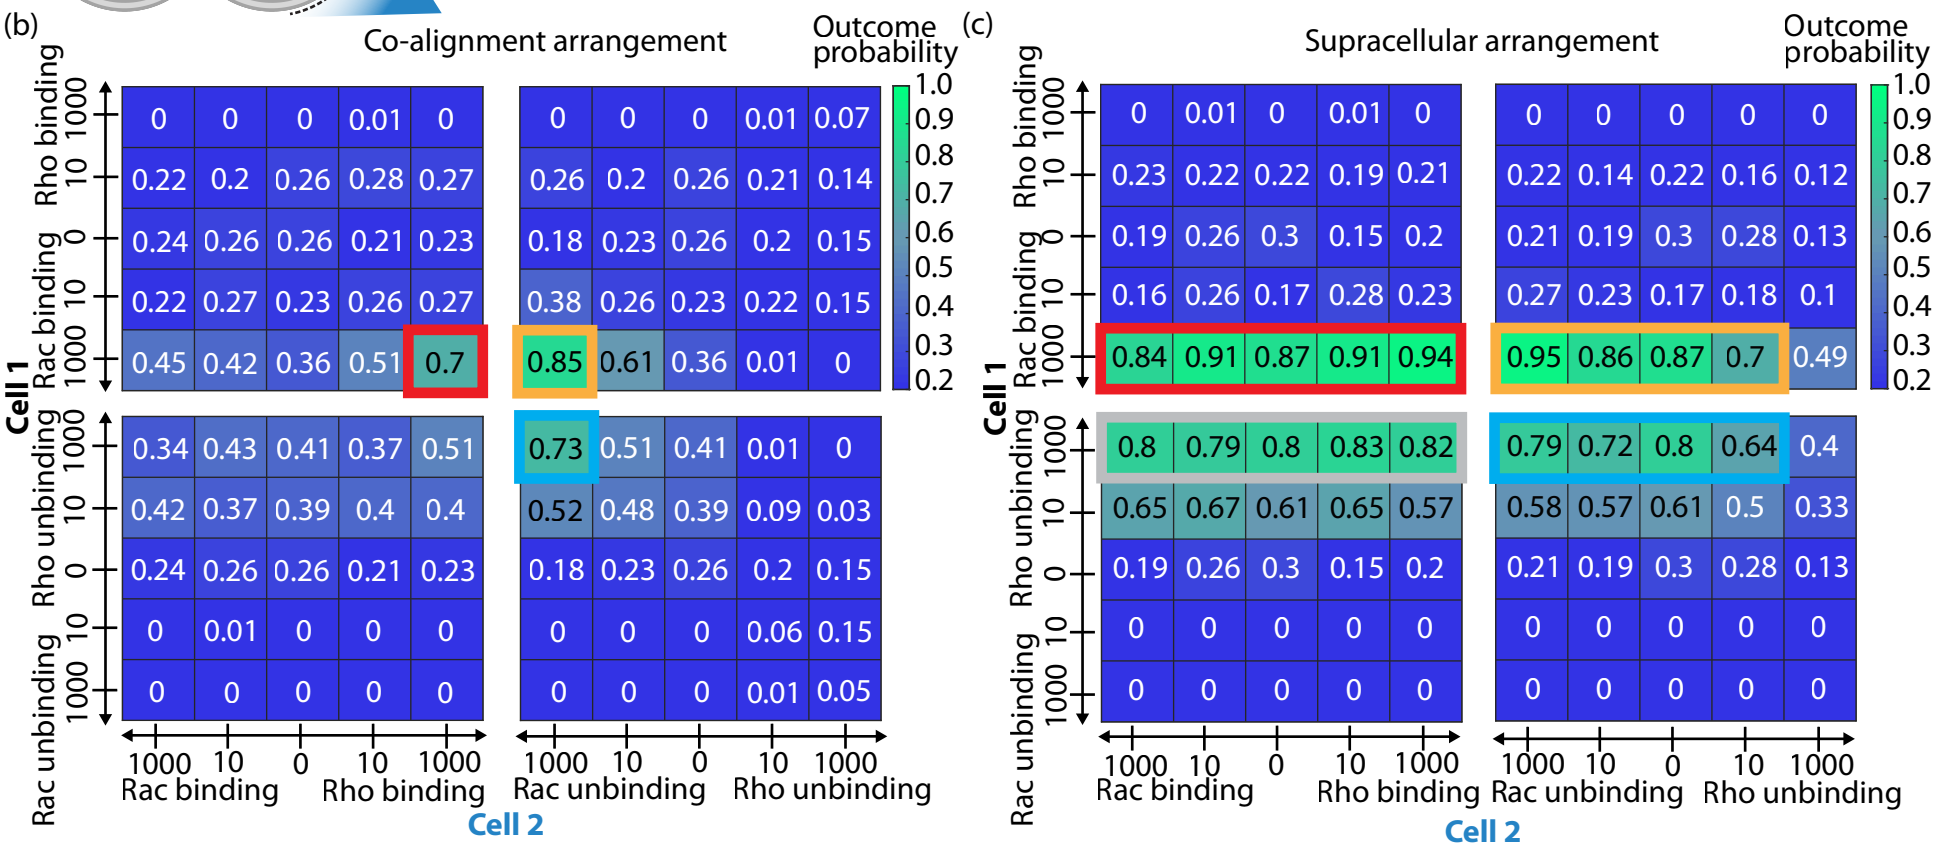 (b)
Co-alignment arrangement
Outcome
probability
Cell 1
Rho binding
Rac binding
1000
10
0
10
1000
0 0 0 0.01 0
0.22 0.2 0.26 0.28 0.27
0.24 0.26 0.26 0.21 0.23
0.22 0.27 0.23 0.26 0.27
0.45 0.42 0.36 0.51 0.7
0 0 0 0.01 0.07
0.26 0.2 0.26 0.21 0.14
0.18 0.23 0.26 0.2 0.15
0.38 0.26 0.23 0.22 0.15
0.85 0.61 0.36 0.01 0
1.0
0.9
0.8
0.7
0.6
0.5
0.4
0.3
0.2
Rho unbinding
Rac unbinding
1000
10
0
10
1000
0.34 0.43 0.41 0.37 0.51
0.42 0.37 0.39 0.4 0.4
0.24 0.26 0.26 0.21 0.23
0 0.01 0 0 0
0 0 0 0 0
0.73 0.51 0.41 0.01 0
0.52 0.48 0.39 0.09 0.03
0.18 0.23 0.26 0.2 0.15
0 0 0 0.06 0.15
0 0 0 0.01 0.05
1000 10 0 10 1000
Rac binding Rho binding
1000 10 0 10 1000
Rac unbinding Rho unbinding
Cell 2
(c)
Supracellular arrangement
Outcome
probability
Cell 1
Rho binding
Rac binding
1000
10
0
10
1000
0 0.01 0 0.01 0
0.23 0.22 0.22 0.19 0.21
0.19 0.26 0.3 0.15 0.2
0.16 0.26 0.17 0.28 0.23
0.84 0.91 0.87 0.91 0.94
0 0 0 0 0
0.22 0.14 0.22 0.16 0.12
0.21 0.19 0.3 0.28 0.13
0.27 0.23 0.17 0.18 0.1
0.95 0.86 0.87 0.7 0.49
1.0
0.9
0.8
0.7
0.6
0.5
0.4
0.3
0.2
Rho unbinding
Rac unbinding
1000
10
0
10
1000
0.8 0.79 0.8 0.83 0.82
0.65 0.67 0.61 0.65 0.57
0.19 0.26 0.3 0.15 0.2
0 0 0 0 0
0 0 0 0 0
0.79 0.72 0.8 0.64 0.4
0.58 0.57 0.61 0.5 0.33
0.21 0.19 0.3 0.28 0.13
0 0 0 0 0
0 0 0 0 0
1000 10 0 10 1000
Rac binding Rho binding
1000 10 0 10 1000
Rac unbinding Rho unbinding
Cell 2